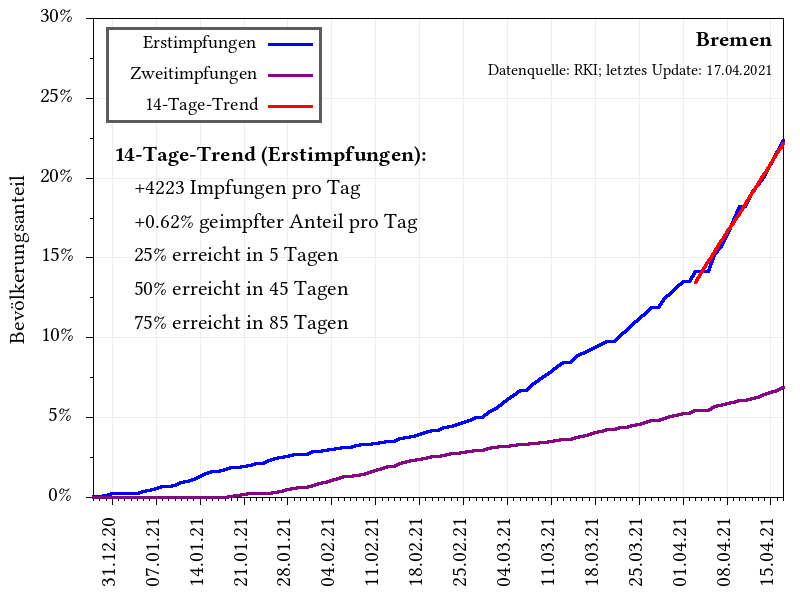 Bremen
Datenquelle: RKI; letztes Update: 17.04.2021
Erstimpfungen
Zweitimpfungen
14-Tage-Trend
14-Tage-Trend (Erstimpfungen):
+4223 Impfungen pro Tag
+0.62% geimpfter Anteil pro Tag
25% erreicht in 5 Tagen
50% erreicht in 45 Tagen
75% erreicht in 85 Tagen
Bevölkerungsanteil
30%
25%
20%
15%
10%
5%
0%
31.12.20
07.01.21
14.01.21
21.01.21
28.01.21
04.02.21
11.02.21
18.02.21
25.02.21
04.03.21
11.03.21
18.03.21
25.03.21
01.04.21
08.04.21
15.04.21